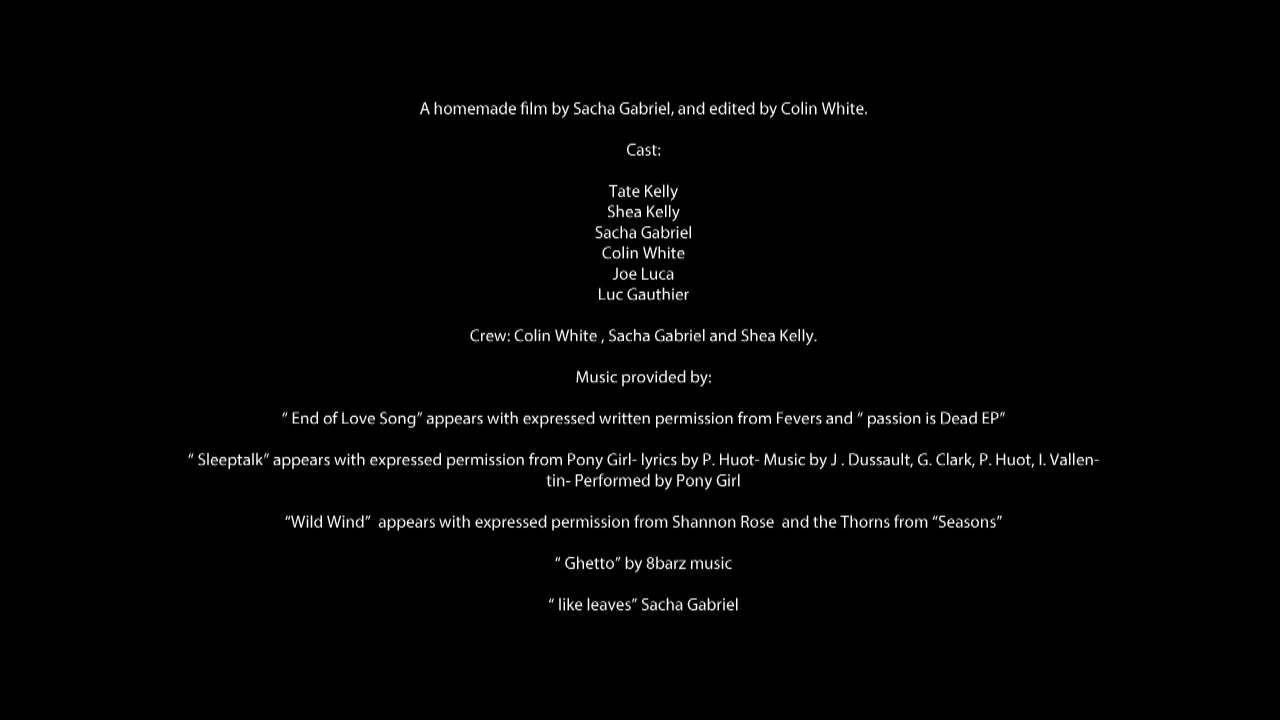 A homemade film by Sacha Gabriel, and edited by Colin White.
Cast:
Tate Kelly
Shea Kelly
Sacha Gabriel
Colin White
Joe Luca
Luc Gauthier
Crew: Colin White , Sacha Gabriel and Shea Kelly.
Music provided by:
“ End of Love Song” appears with expressed written permission from Fevers and “ passion is Dead EP”
“ Sleeptalk” appears with expressed permission from Pony Girl- lyrics by P. Huot- Music by J . Dussault, G. Clark, P. Huot, I. Vallen-
tin- Performed by Pony Girl
“Wild Wind”  appears with expressed permission from Shannon Rose  and the Thorns from “Seasons”
“ Ghetto” by 8barz music
“ like leaves” Sacha Gabriel